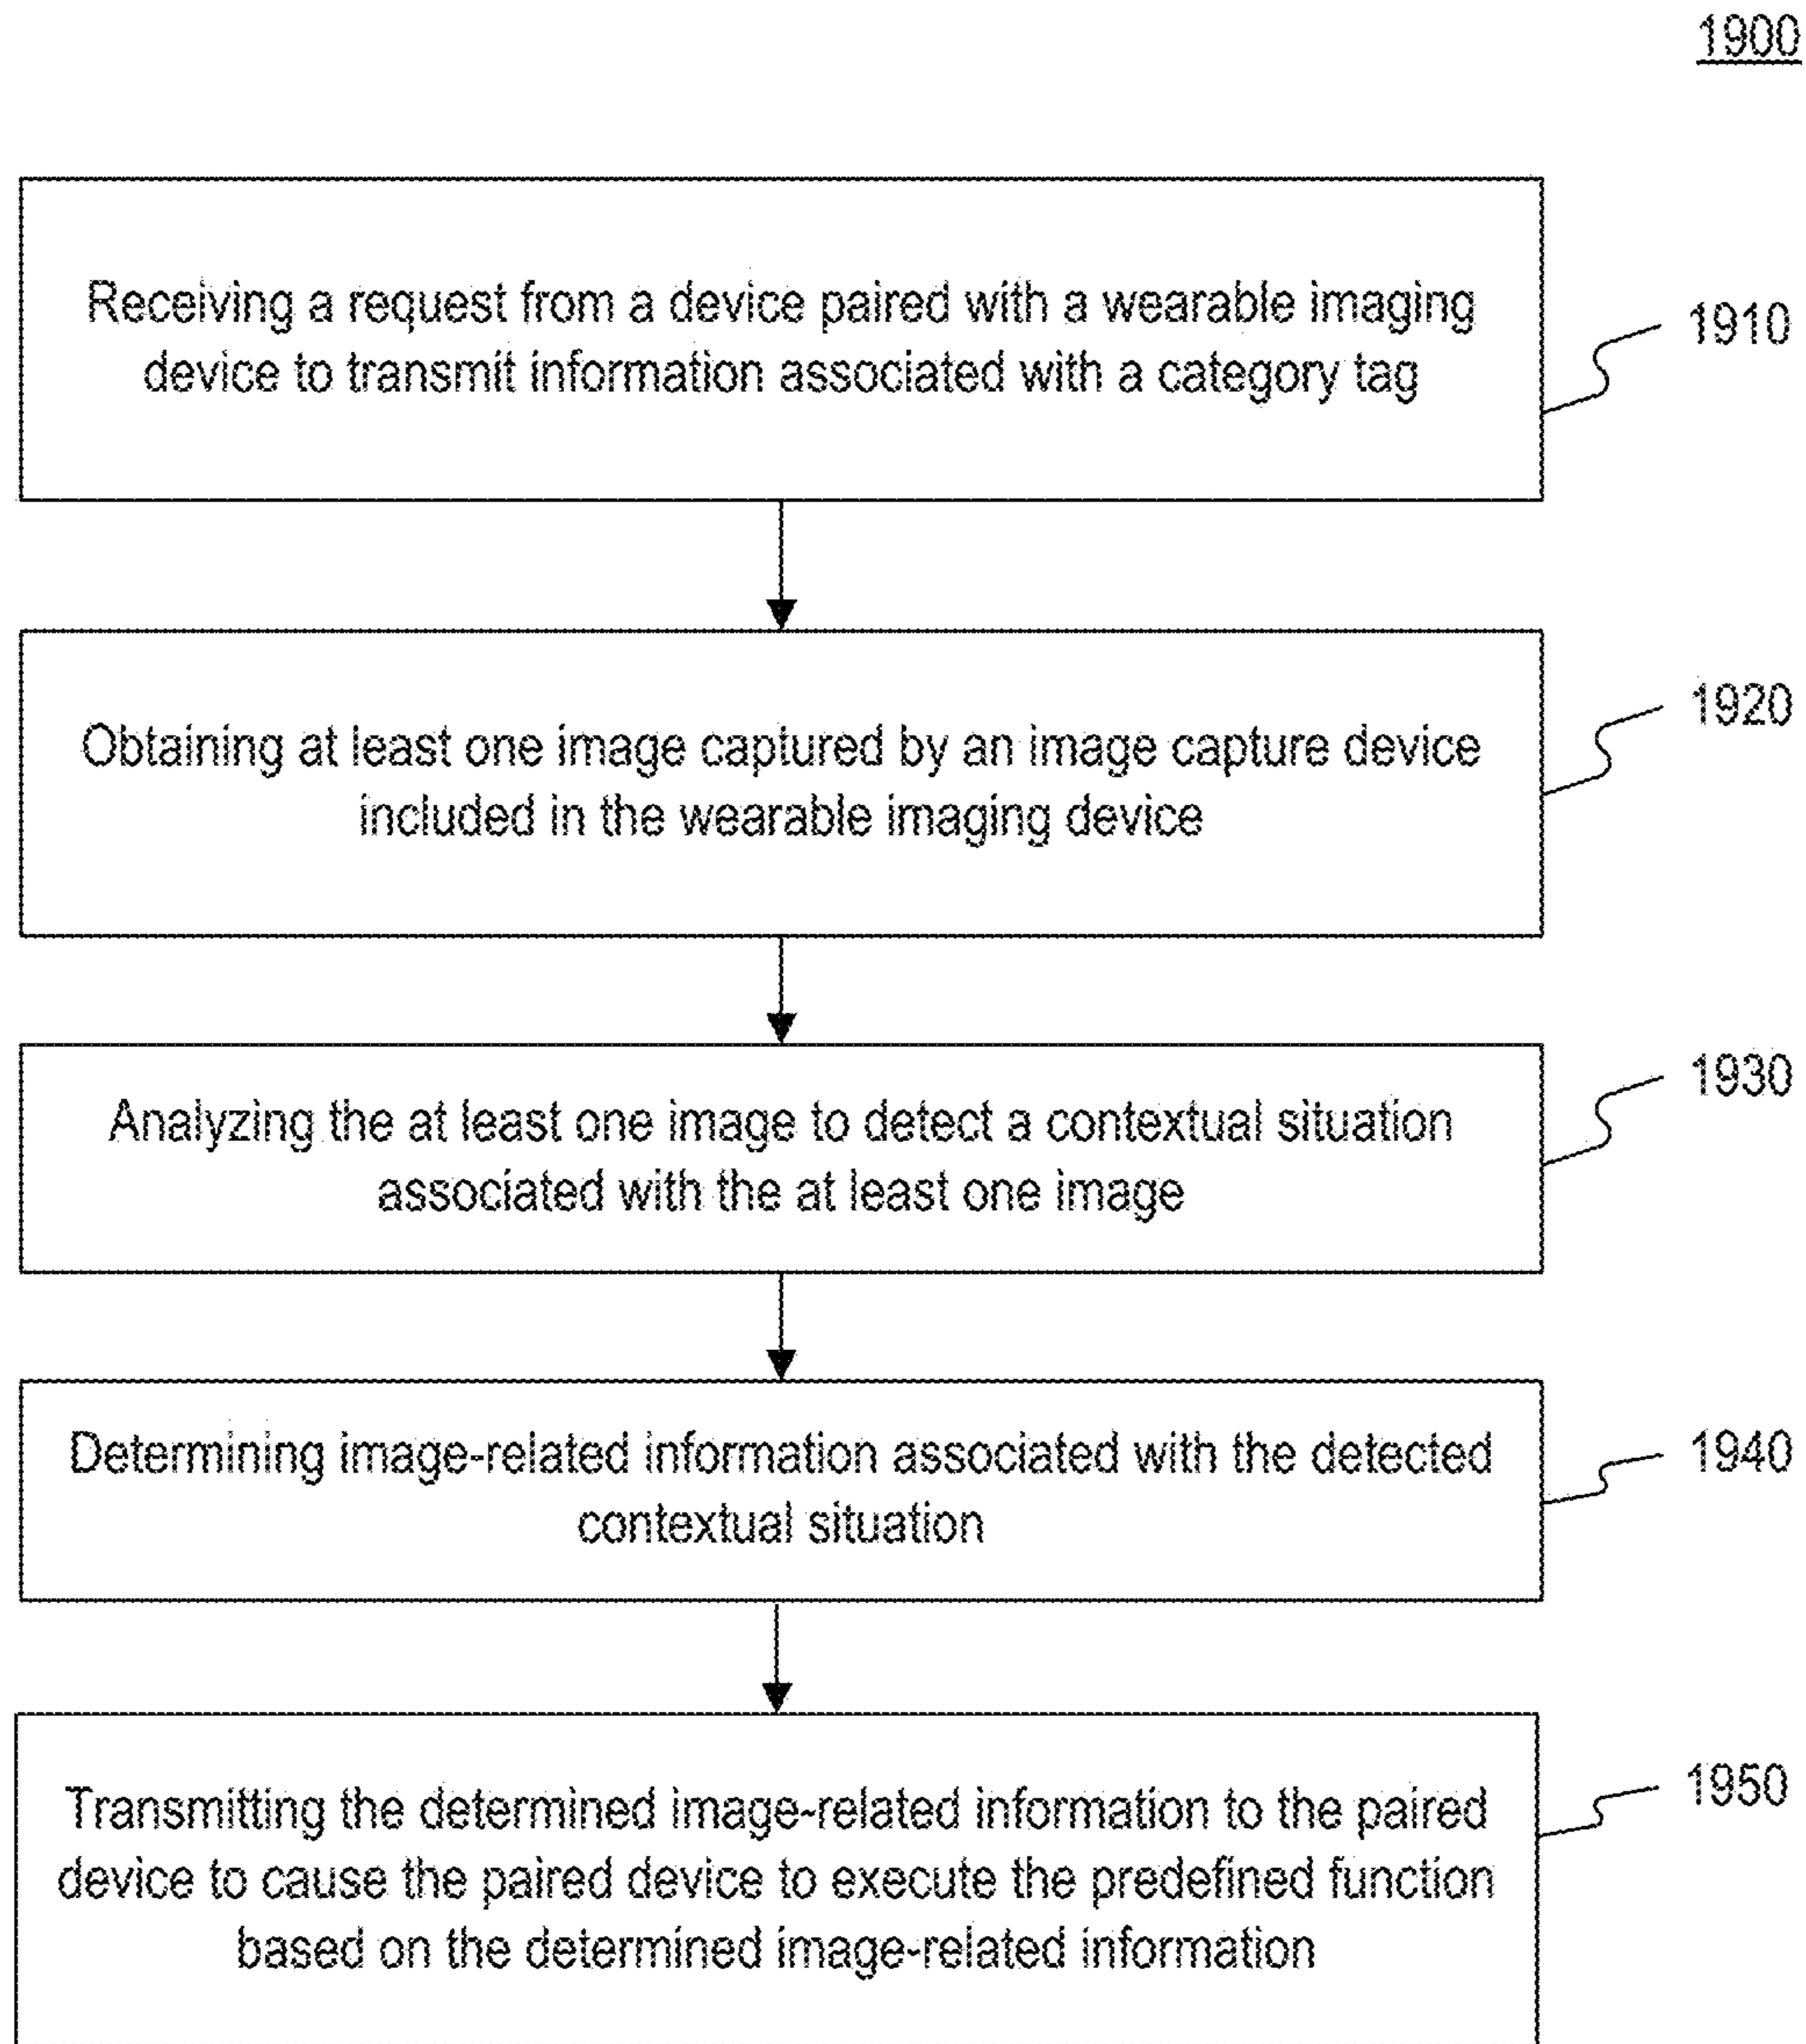 1900
Receiving a request from a device paired with a wearable imaging
device to transmit information associated with a category tag
1910
Obtaining at least one image captured by an image capture device
included in the wearable imaging device
1920
Analyzing the at least one image to detect a contextual situation
associated with the at least one image
1930
Determining image-related information associated with the detected
contextual situation
1940
Transmitting the determined image-related information to the paired
device to cause the paired device to execute the predefined function
based on the determined image-related information
1950